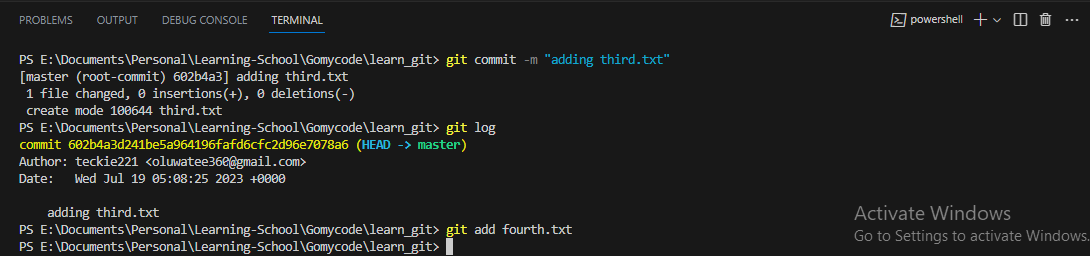 PROBLEMS OUTPUT DEBUG CONSOLE TERMINAL powershell
PS E:\Documents\Personal\Learning-School\Gomycode\learn_git> git commit -m "adding third.txt"
[master (root-commit) 602b4a3] adding third.txt
1 file changed, 0 insertions(+), 0 deletions(-)
create mode 100644 third.txt
PS E:\Documents\Personal\Learning-School\Gomycode\learn_git> git log
commit 602b4a3d241be5a964196fafd6cfc2d96e7078a6 (HEAD -> master)
Author: teckie221 <oluwatee360@gmail.com>
Date:   Wed Jul 19 05:08:25 2023 +0000
adding third.txt
PS E:\Documents\Personal\Learning-School\Gomycode\learn_git> git add fourth.txt
PS E:\Documents\Personal\Learning-School\Gomycode\learn_git>
Activate Windows
Go to Settings to activate Windows.